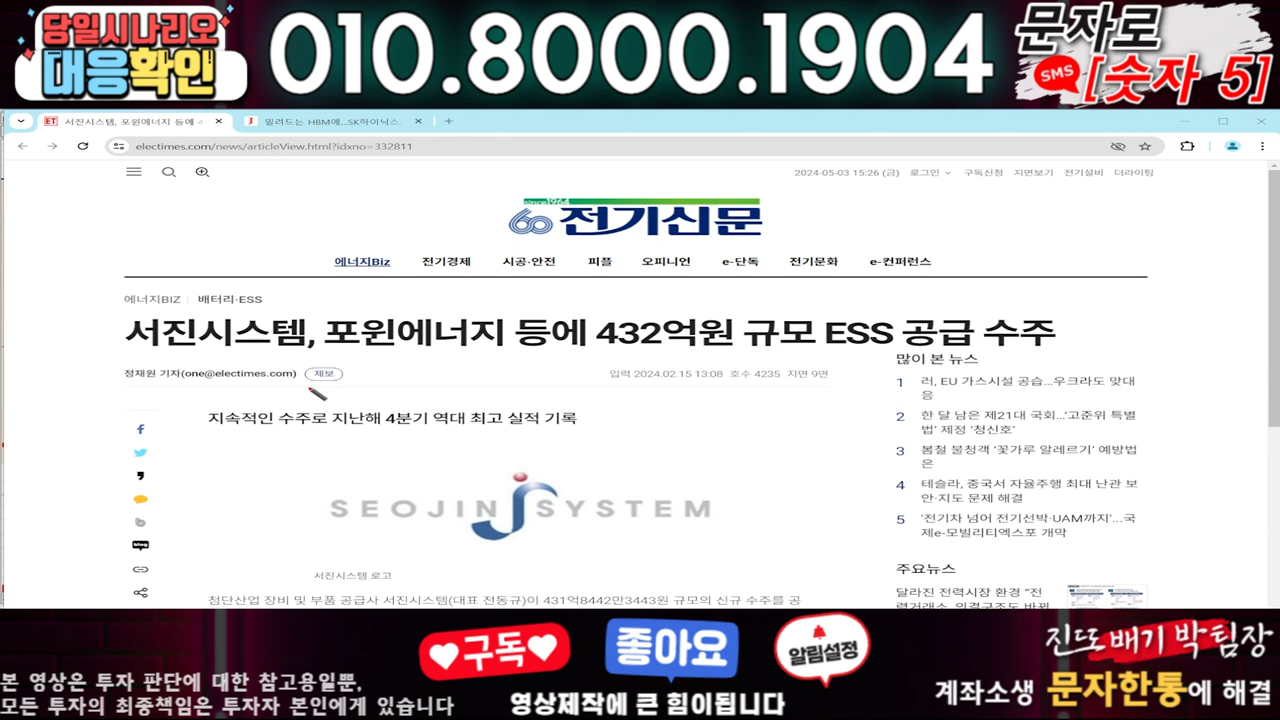 당일시나리오
대응확인
010.8000.1904
문자로
SMS
[숫자 5]
ET 서진시스템, 포윈에너지 등에 4
J 밀려드는 HBM에...SK하이닉스
electimes.com/news/articleView.html?idxno=332811
2024-05-03 15:26 (금) 로그인 구독신청 지면보기 전기설비 더라이팅
since1964
60 전기신문
에너지Biz 전기경제 시공·안전 피플 오피니언 e-단독 전기문화 e-컨퍼런스
에너지BIZ 배터리·ESS
서진시스템, 포윈에너지 등에 432억원 규모 ESS 공급 수주
정재원 기자(one@electimes.com) 제보
입력 2024.02.15 13:08 호수 4235 지면 9면
지속적인 수주로 지난해 4분기 역대 최고 실적 기록
SEOJIN SYSTEM
서진시스템 로고
첨단산업 장비 및 부품 공급사 서진시스템(대표 전동규)이 431억8442만3443원 규모의 신규 수주를 공
blog
많이 본 뉴스
1 러, EU 가스시설 공습...우크라도 맞대
응
2 한 달 남은 제21대 국회...‘고준위 특별
법’ 제정 ‘청신호’
3 봄철 불청객 ‘꽃가루 알레르기’ 예방법
은
4 테슬라, 중국서 자율주행 최대 난관 보
안·지도 문제 해결
5 ‘전기차 넘어 전기선박·UAM까지’...국
제e-모빌리티엑스포 개막
주요뉴스
달라진 전력시장 환경 “전
력거래소, 의결구조도 바뀌
구독
좋아요
알림설정
영상제작에 큰 힘이됩니다
본 영상은 투자 판단에 대한 참고용일뿐,
모든 투자의 최종책임은 투자자 본인에게 있습니다
진또배기 박팀장
계좌소생 문자한통에 해결